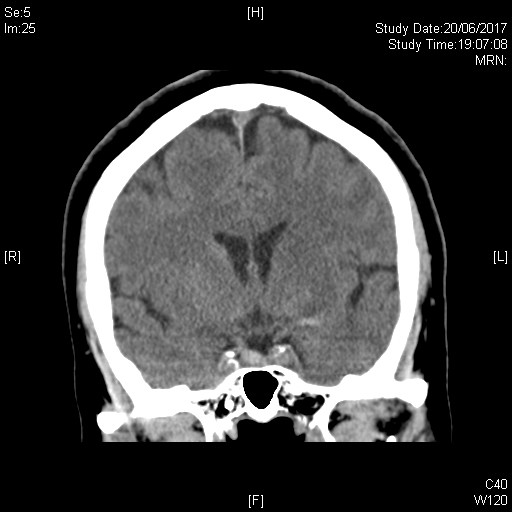 Se:5
Im:25
[H]
Study Date:20/06/2017
Study Time:19:07:08
MRN:
[R]
[L]
[F]
C40
W120